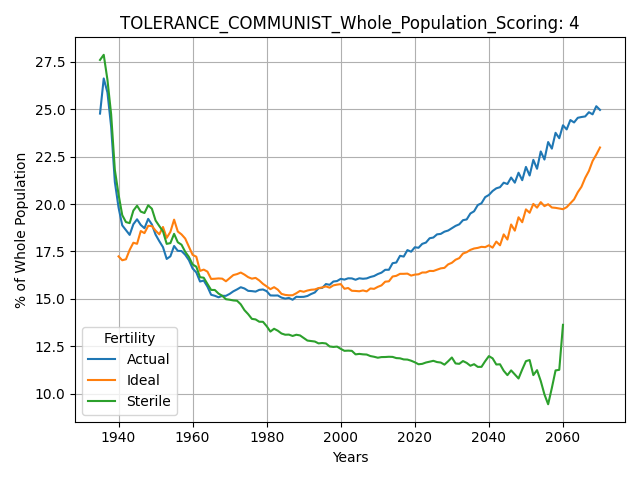 TOLERANCE_COMMUNIST_Whole_Population_Scoring: 4
% of Whole Population
27.5
25.0
22.5
20.0
17.5
15.0
12.5
10.0
Fertility
Actual
Ideal
Sterile
1940 1960 1980 2000 2020 2040 2060
Years